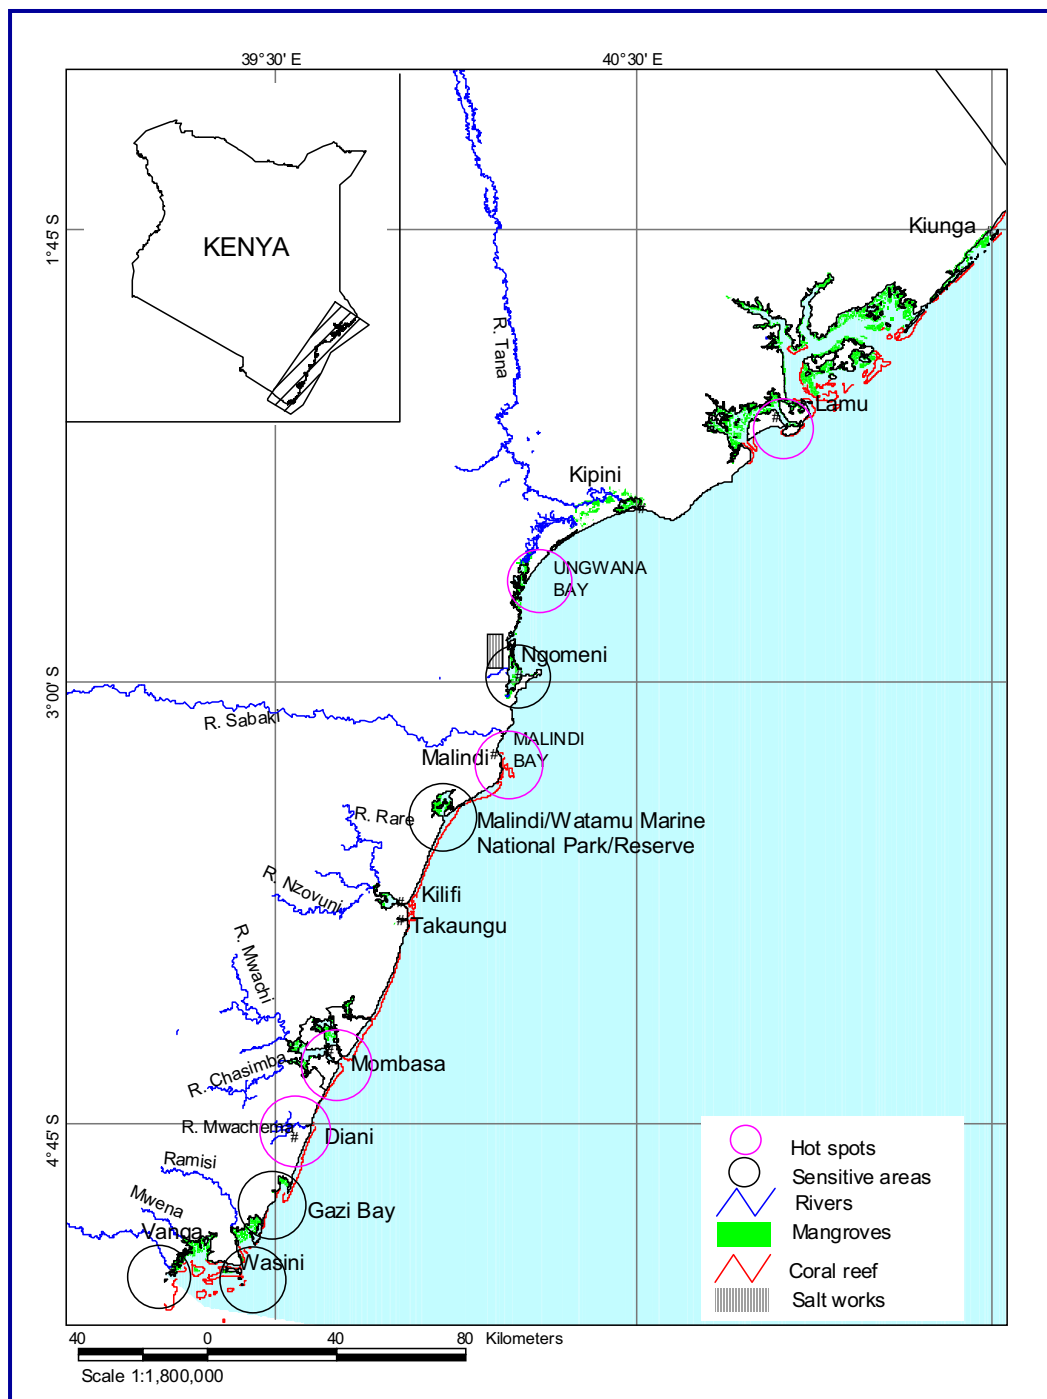 39°30' E
40°30' E
1°45' S
3°00' S
4°45' S
KENYA
Kiunga
R. Tana
Lamu
#
Kipini
#
UNGWANA
BAY
Ngomeni
#
R. Sabaki
MALINDI
BAY
Malindi
#
R. Rare
Malindi/Watamu Marine
National Park/Reserve
R. Nzovuni
Kilifi
#
Takaungu
#
R. Mwachi
R. Chasimba
Mombasa
#
R. Mwachema
#
Diani
Ramisi
Mwena
Gazi Bay
Vanga
#
Wasini
#
Hot spots
Sensitive areas
Rivers
Mangroves
Coral reef
Salt works
40 0 40 80 Kilometers
Scale 1:1,800,000